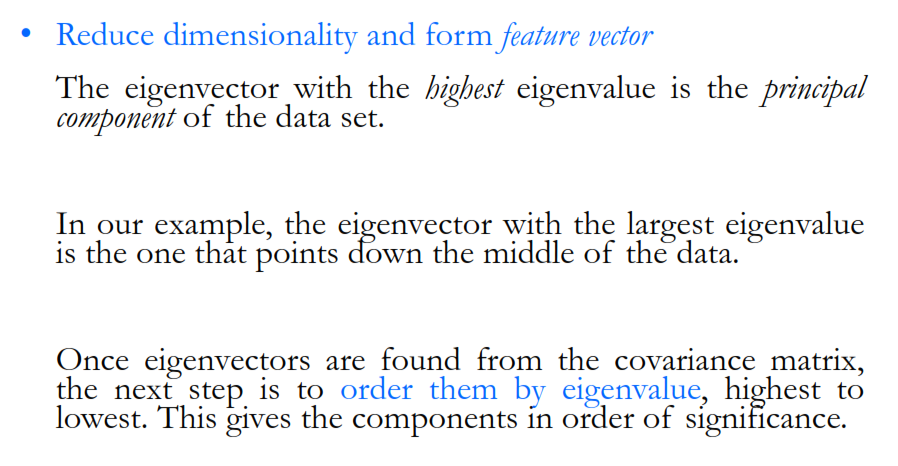 • Reduce dimensionality and form feature vector
The eigenvector with the highest eigenvalue is the principal
component of the data set.
In our example, the eigenvector with the largest eigenvalue
is the one that points down the middle of the data.
Once eigenvectors are found from the covariance matrix,
the next step is to order them by eigenvalue, highest to
lowest. This gives the components in order of significance.